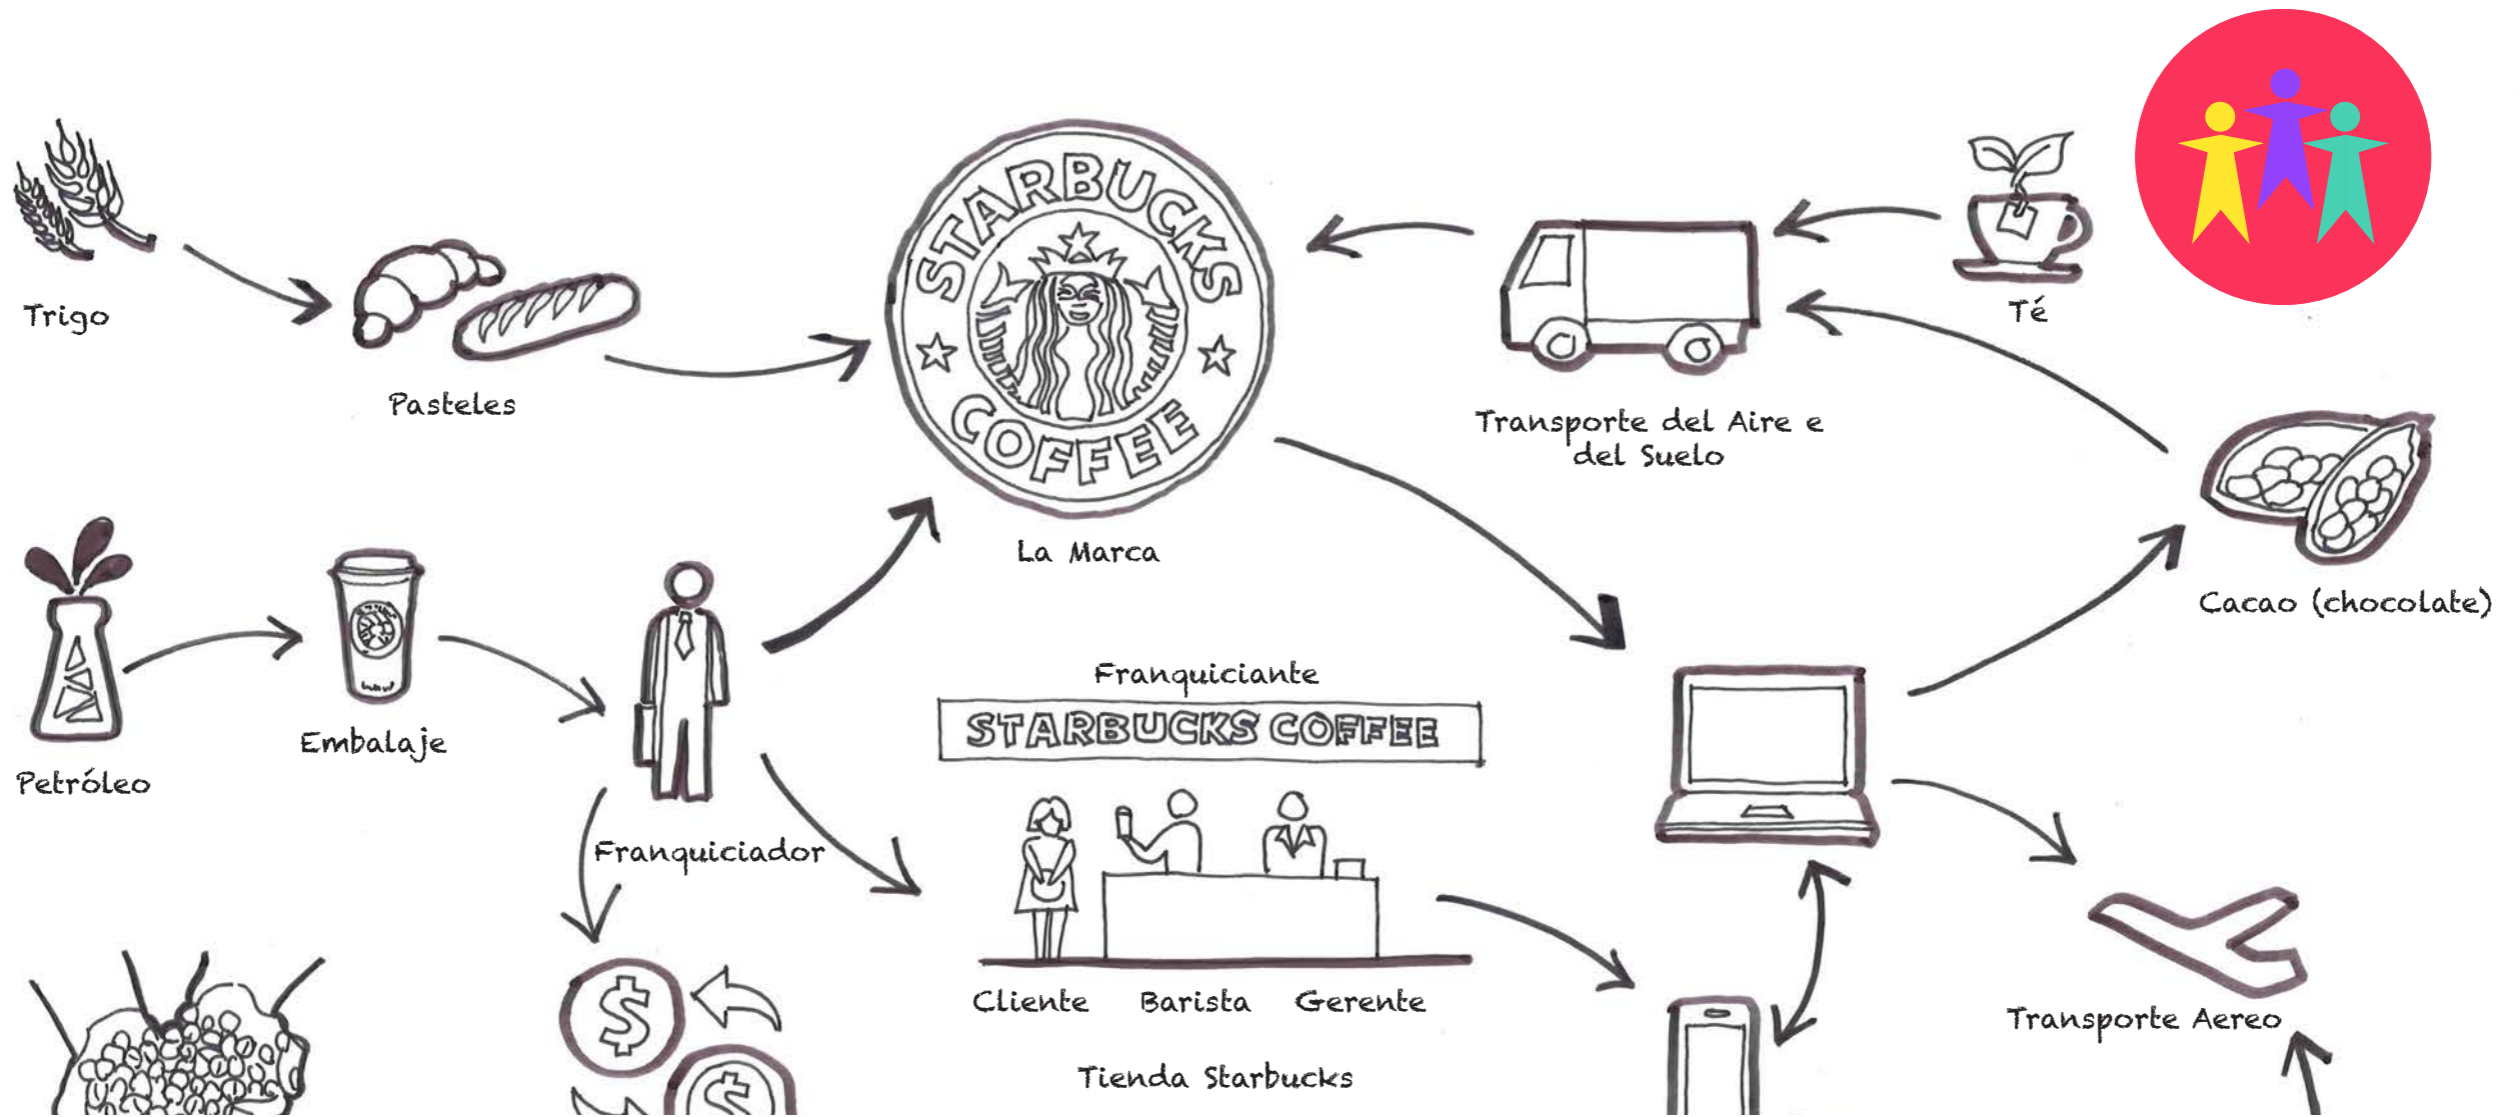 Trigo
Pasteles
STARBUCKS
COFFEE
La Marca
Transporte del Aire e
del Suelo
Té
Cacao (chocolate)
Petróleo
Embalaje
Franquiciador
Franquiciante
STARBUCKS COFFEE
Cliente Barista Gerente
Tienda Starbucks
Transporte Aereo
$
$